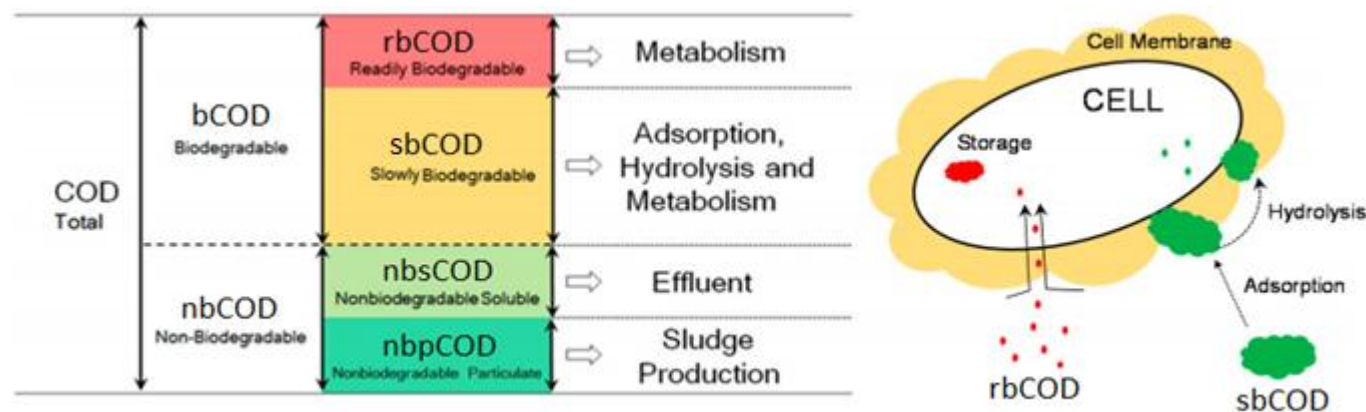 COD
Total
bCOD
Biodegradable
nbCOD
Non-Biodegradable
rbCOD
Readily Biodegradable
sbCOD
Slowly Biodegradable
nbsCOD
Nonbiodegradable Soluble
nbpCOD
Nonbiodegradable Particulate
Metabolism
Adsorption,
Hydrolysis and
Metabolism
Effluent
Sludge
Production
Cell Membrane
CELL
Storage
Hydrolysis
Adsorption
rbCOD
sbCOD